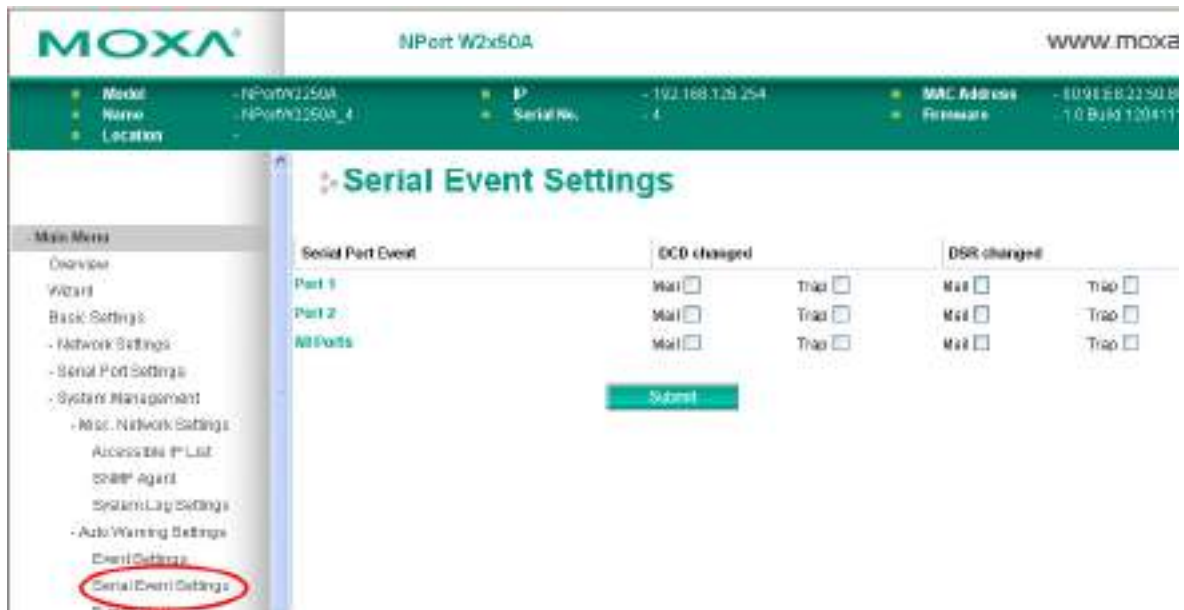 MOXA
NPort W2x50A
www.moxa
Model - NPortW2250A
IP - 192.168.126.254
MAC Address
Name - NPortW2250A_4
Serial No. - 4
Firmware
Location -
Serial Event Settings
- Main Menu
Overview
Wizard
Basic Settings
- Network Settings
- Serial Port Settings
- System Management
- Misc. Network Settings
Accessible IP List
SNMP Agent
System Log Settings
- Auto Warning Settings
Event Settings
Serial Event Settings
Serial Port Event DCD changed DSR changed
Port 1 Mail Trap Mail Trap
Port 2 Mail Trap Mail Trap
All Ports Mail Trap Mail Trap
Submit